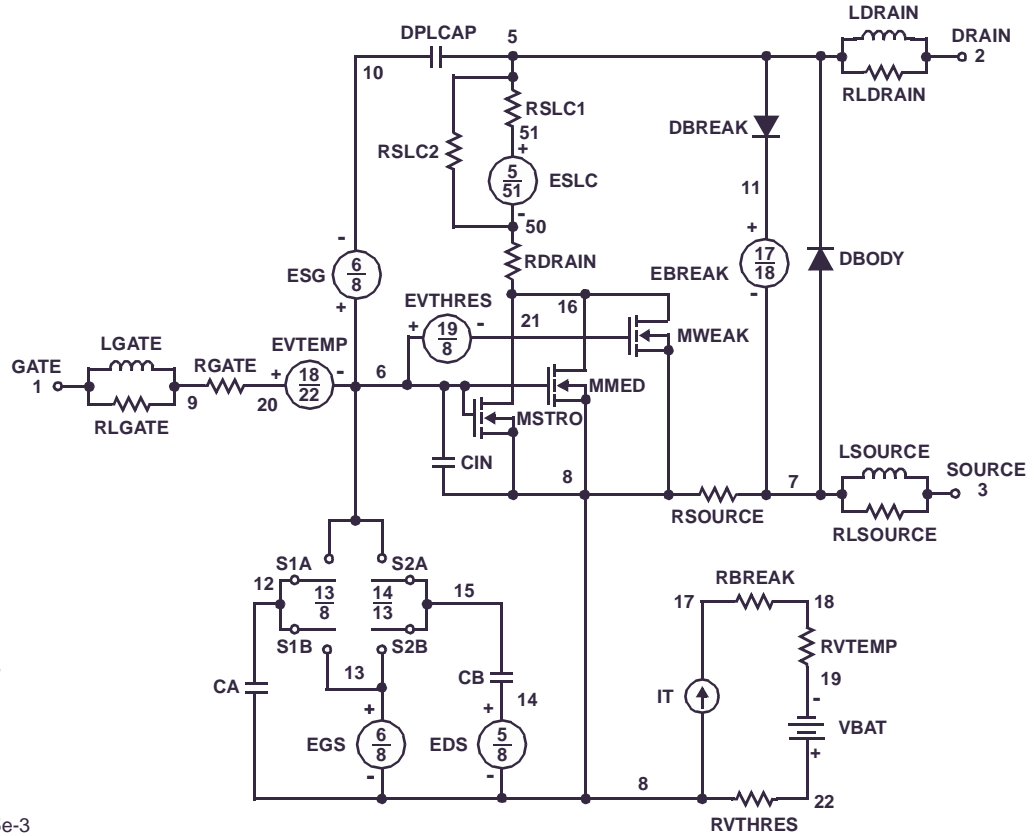 LDRAIN
DPLCAP
5
DRAIN
2
10
RLDRAIN
RSLC1
51
+
DBREAK
RSLC2
5
51
ESLC
11
-
50
+
-
RDRAIN
ESG
6
8
EBREAK
17
18
DBODY
+
-
EVTHRES
16
+
19
8
-
21
MWEAK
LGATE
EVTEMP
GATE
1
RGATE
+
18
22
-
6
MMED
9
20
RLGATE
MSTRO
CIN
8
7
LSOURCE
SOURCE
3
RSOURCE
RLSOURCE
S1A
S2A
12
13
8
14
13
15
RBREAK
17
18
S1B
S2B
13
RVTEMP
CA
CB
19
-
IT
14
+
+
VBAT
EGS
6
8
EDS
5
8
+
-
-
8
22
RVTHRES
e-3